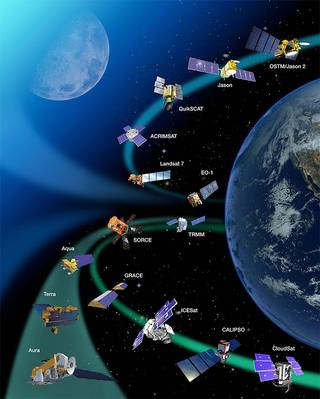 OSTM/Jason 2
Jason
QuikSCAT
ACRIMSAT
Landsat 7
EO-1
SORCE
TRMM
Aqua
GRACE
Terra
ICESat
CALIPSO
CloudSat
Aura